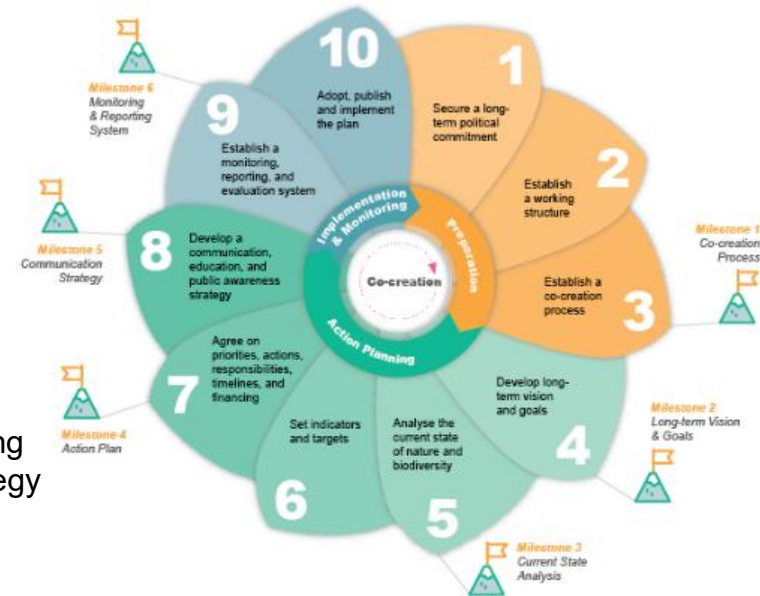 10
Adopt, publish
and implement
the plan
1
Secure a long-
term political
commitment
2
Establish
a working
structure
3
Establish a
co-creation
process
4
Develop long-
term vision
and goals
5
Analyse the
current state
of nature and
biodiversity
6
Set indicators
and targets
7
Agree on
priorities, actions,
responsibilities,
timelines, and
financing
8
Develop a
communication,
education, and
public awareness
strategy
9
Establish a
monitoring,
reporting, and
evaluation system
Implementation
& Monitoring
Preparation
Action Planning
Co-creation
Milestone 1
Co-creation
Process
Milestone 2
Long-term Vision
& Goals
Milestone 3
Current State
Analysis
Milestone 4
Action Plan
Milestone 5
Communication
Strategy
Milestone 6
Monitoring
& Reporting
System